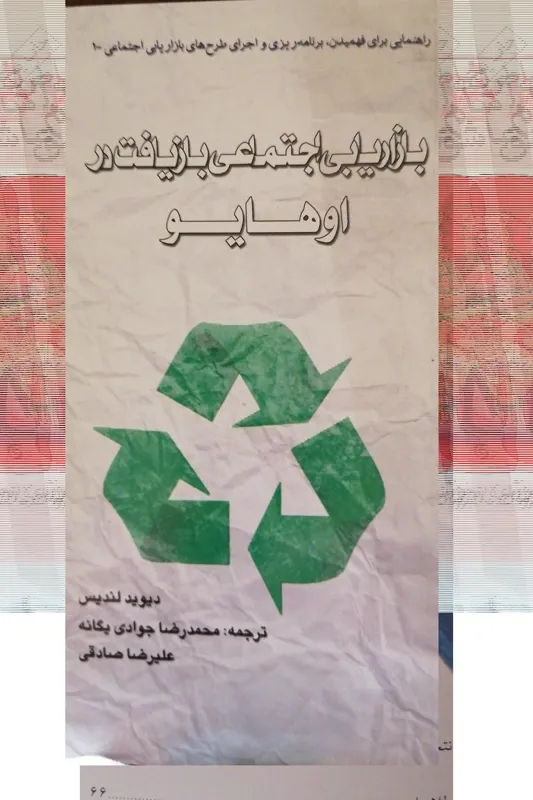 راهنمایی برای فهمیدن، برنامه‌ریزی و اجرای طرح‌های بازاریابی اجتماعی -۱۰
بازاریابی اجتماعی بازیافت در
اوهایو
دیوید لندیس
ترجمه: محمدرضا جوادی یگانه
علیرضا صادقی
۶۶